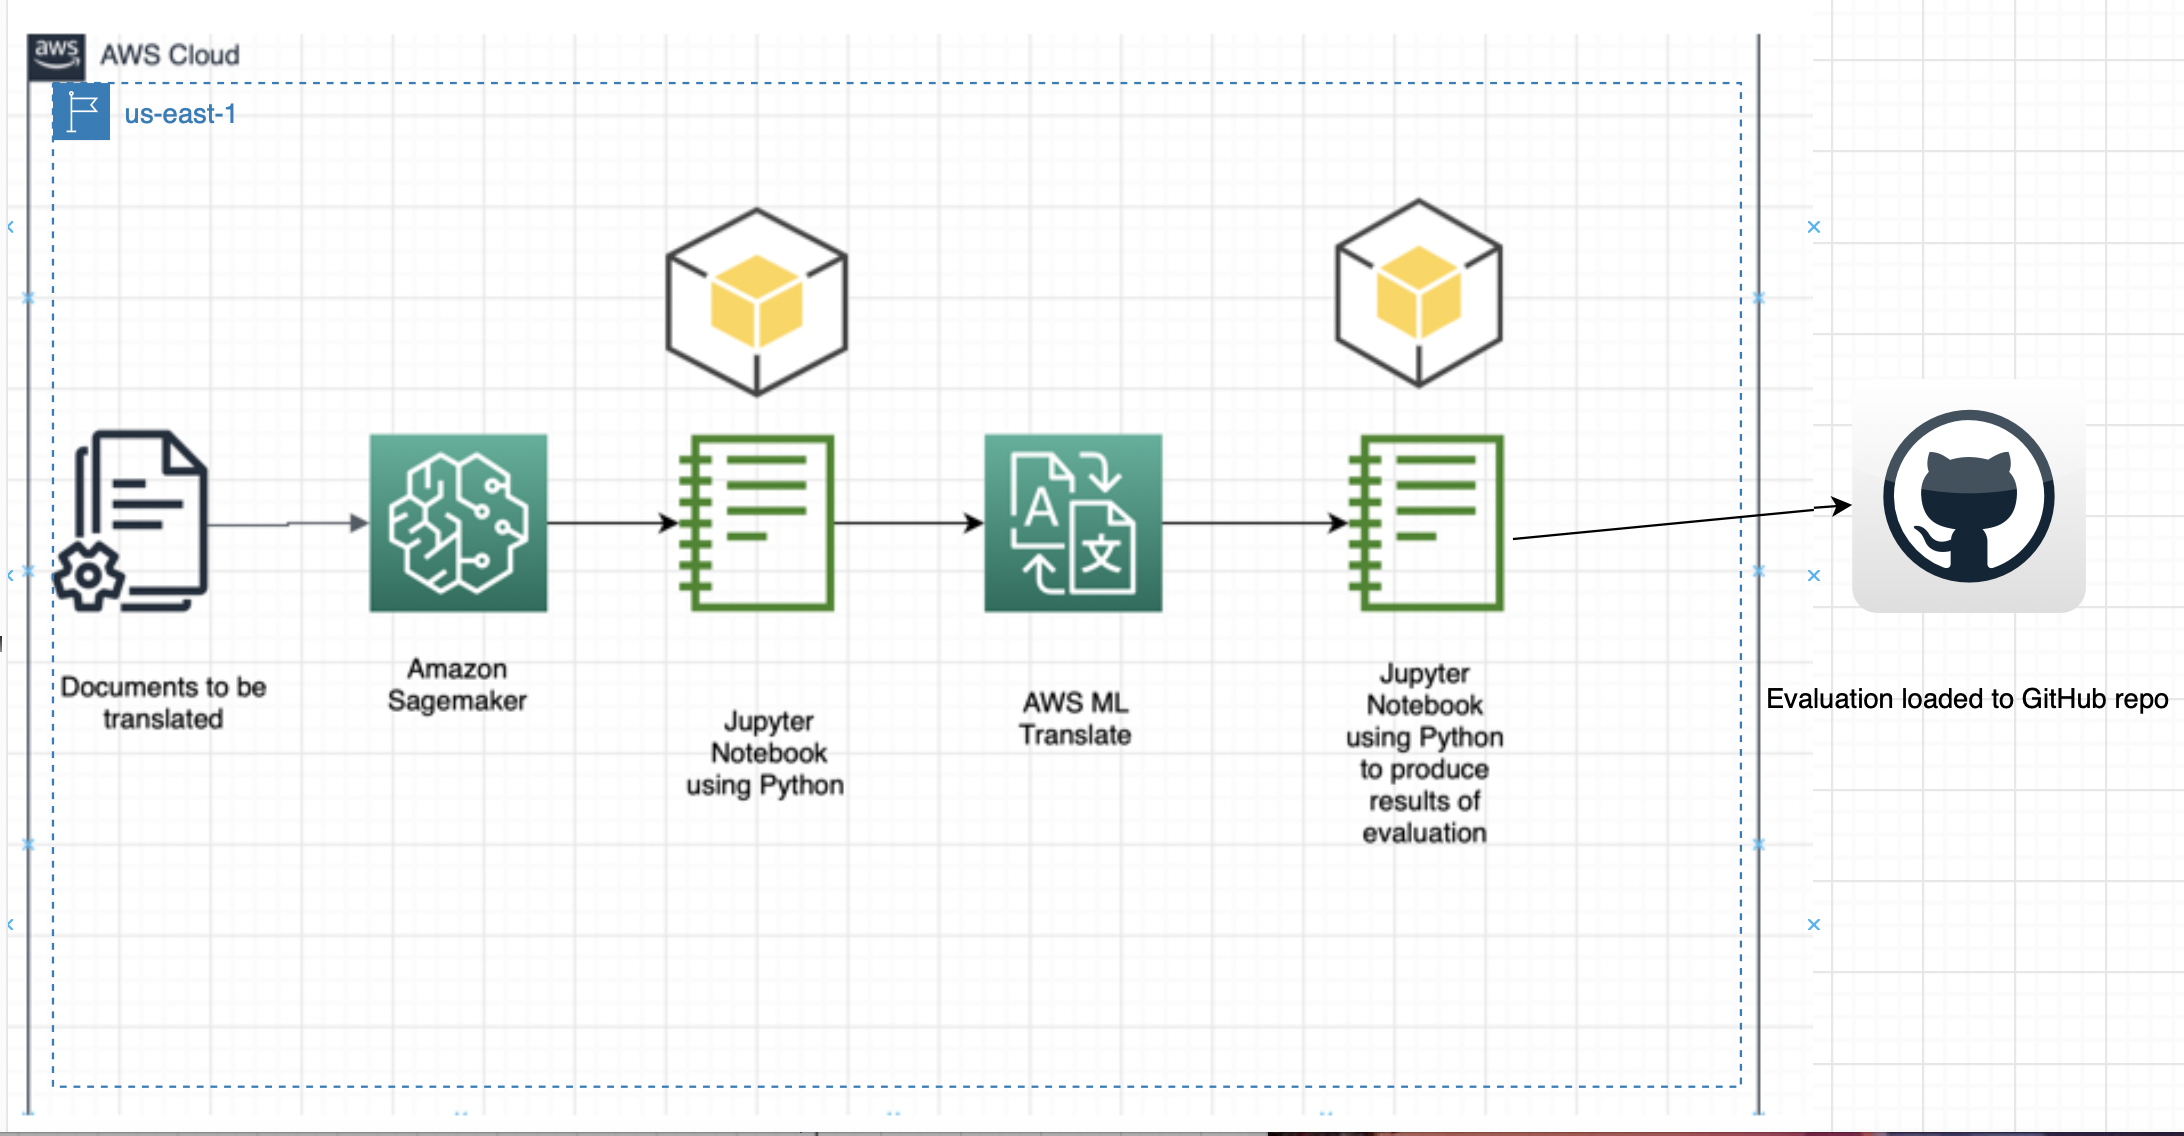 aws
AWS Cloud
us-east-1
A
文
Documents to be
translated
Amazon
Sagemaker
Jupyter
Notebook
using Python
AWS ML
Translate
Jupyter
Notebook
using Python
to produce
results of
evaluation
Evaluation loaded to GitHub repo